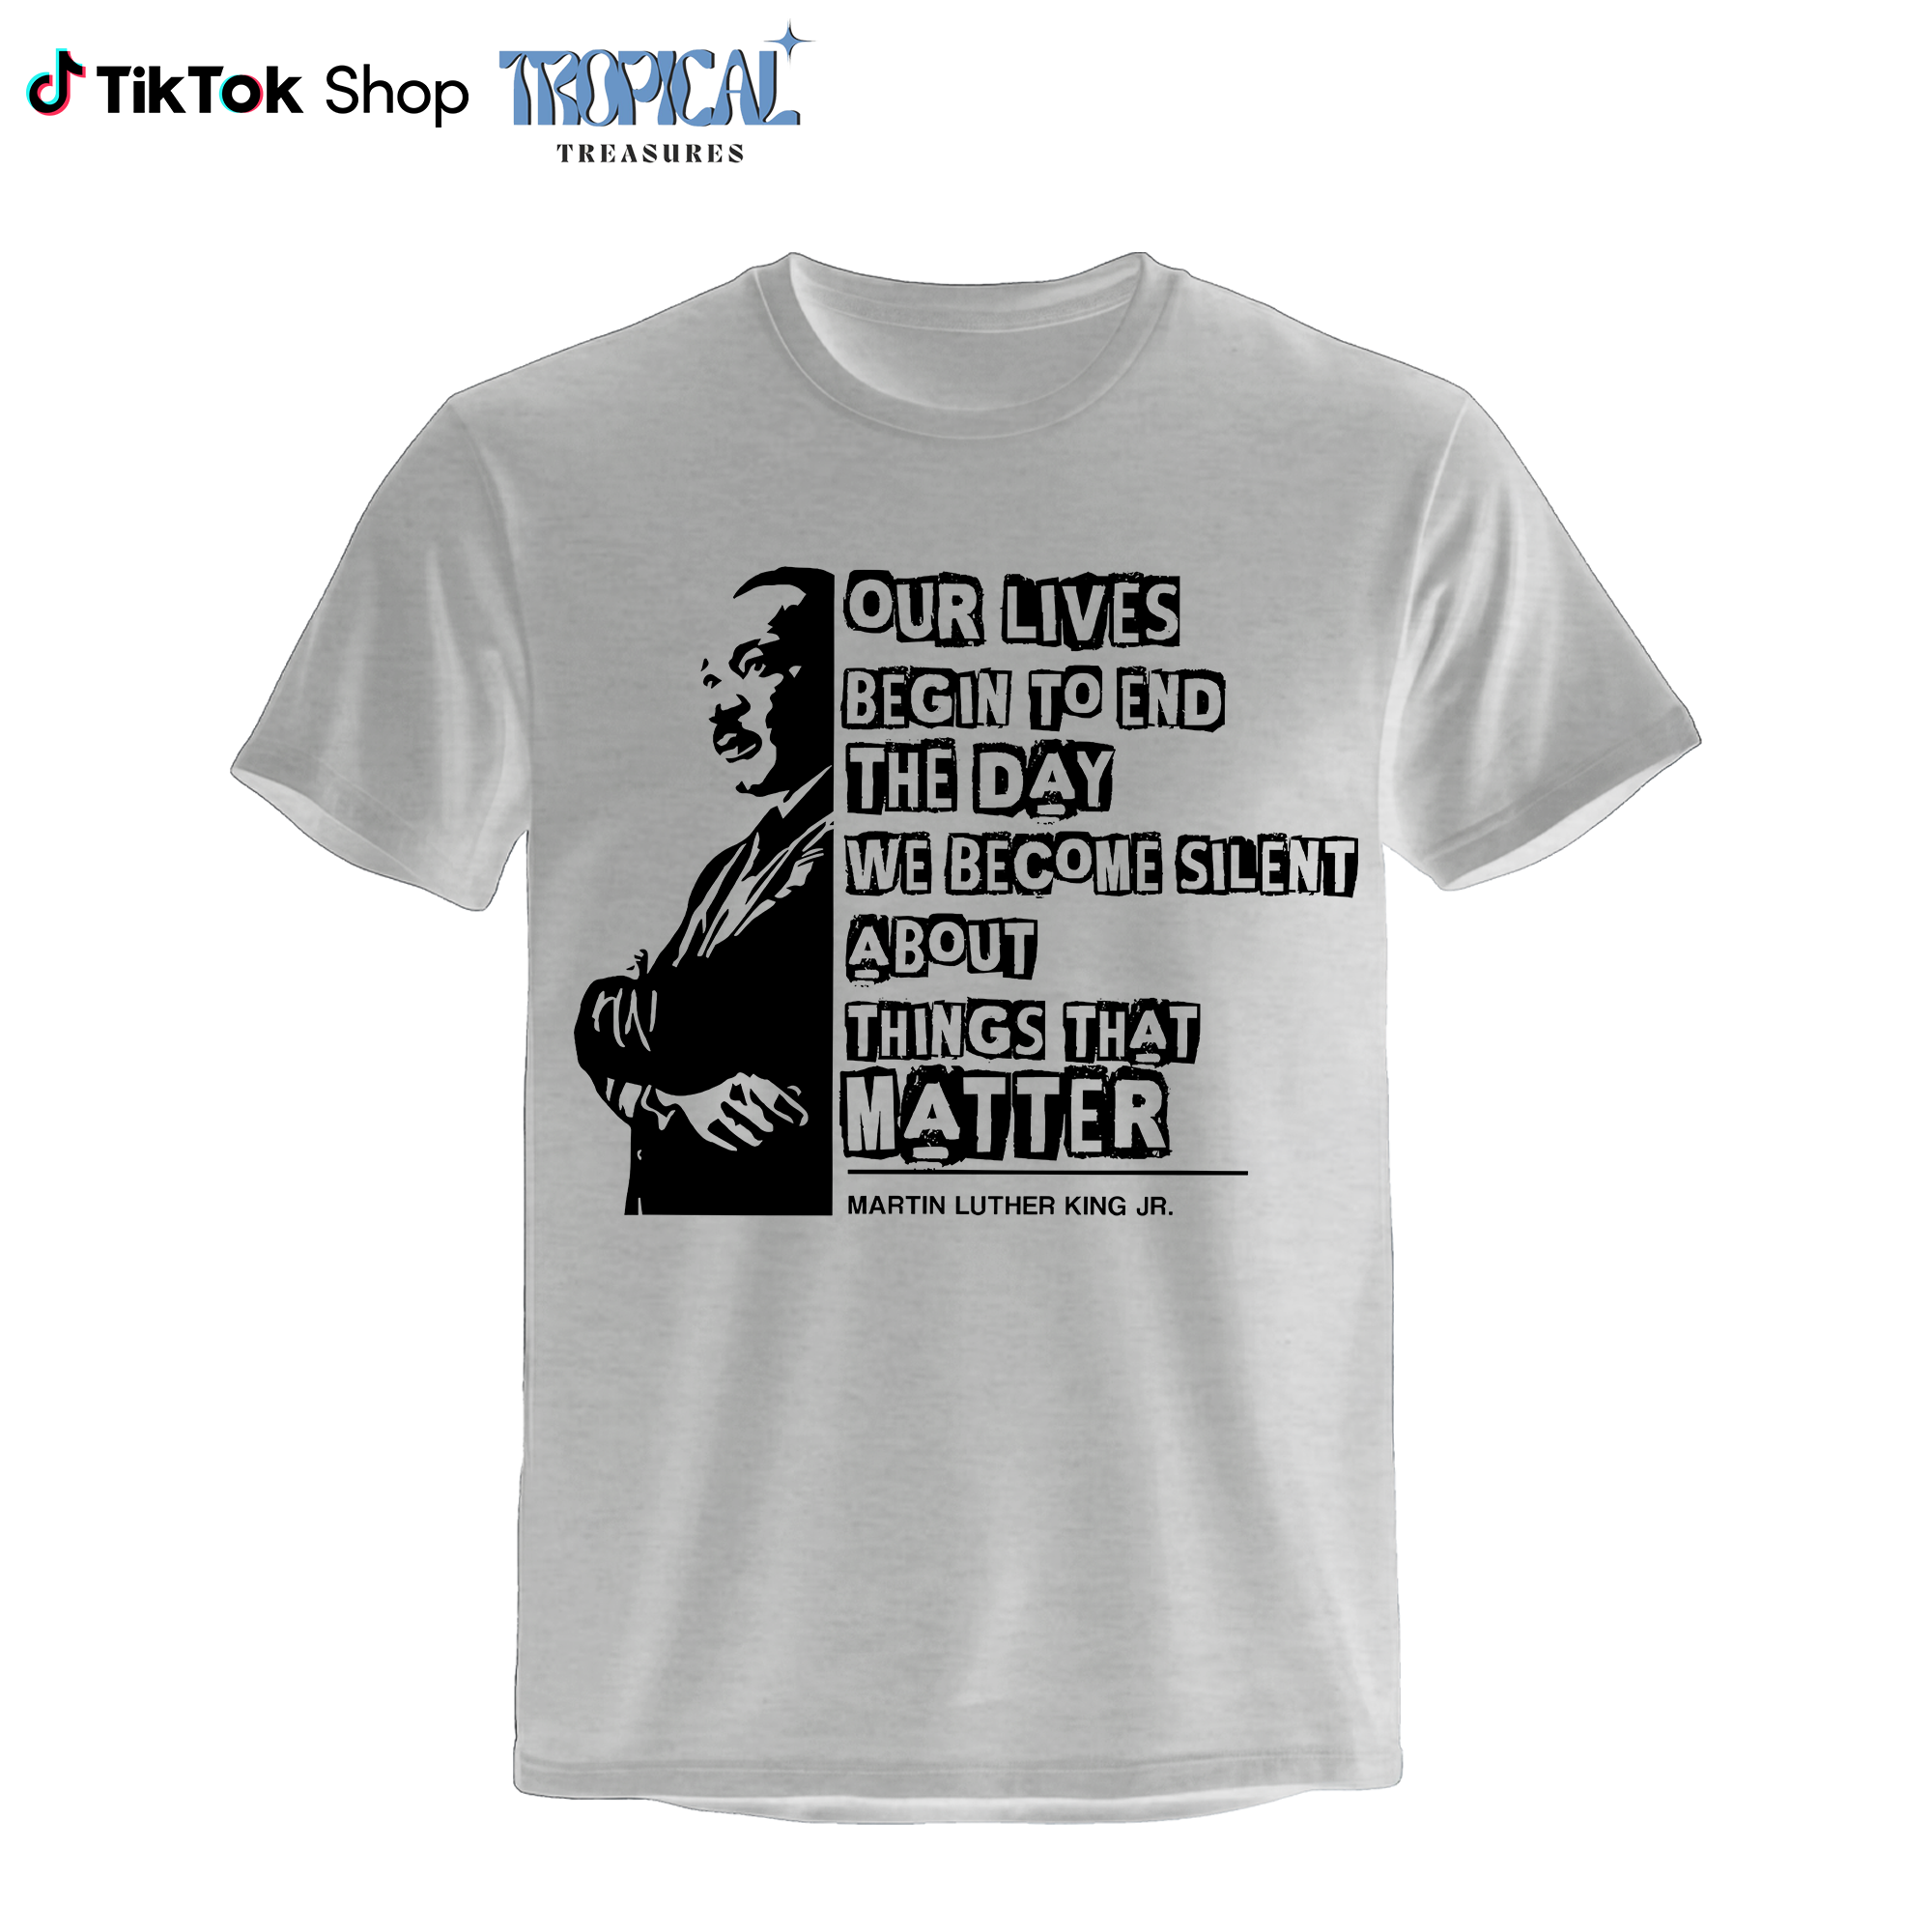 TikTok Shop
TROPICAL
TREASURES
OUR LIVES
BEGIN TO END
THE DAY
WE BECOME SILENT
ABOUT
THINGS THAT
MATTER
MARTIN LUTHER KING JR.